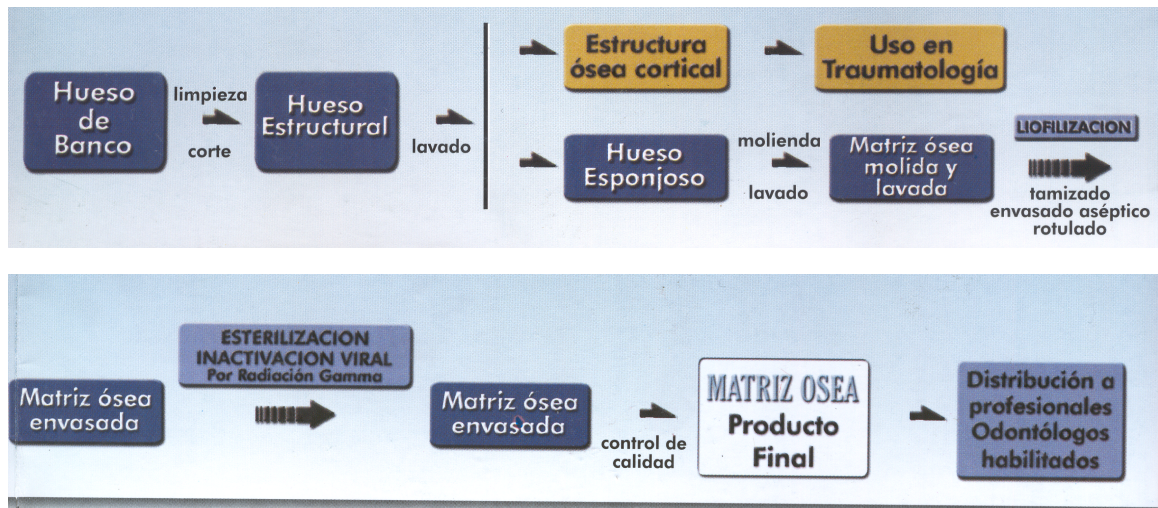 Hueso
de
Banco
limpieza
corte
Hueso
Estructural
lavado
Estructura
ósea cortical
Uso en
Traumatología
Hueso
Esponjoso
molienda
lavado
Matriz ósea
molida y
lavada
LIOFILIZACION
tamizado
envasado aséptico
rotulado
Matriz ósea
envasada
ESTERILIZACION
INACTIVACION VIRAL
Por Radiación Gamma
Matriz ósea
envasada
control de
calidad
MATRIZ OSEA
Producto
Final
Distribución a
profesionales
Odontólogos
habilitados